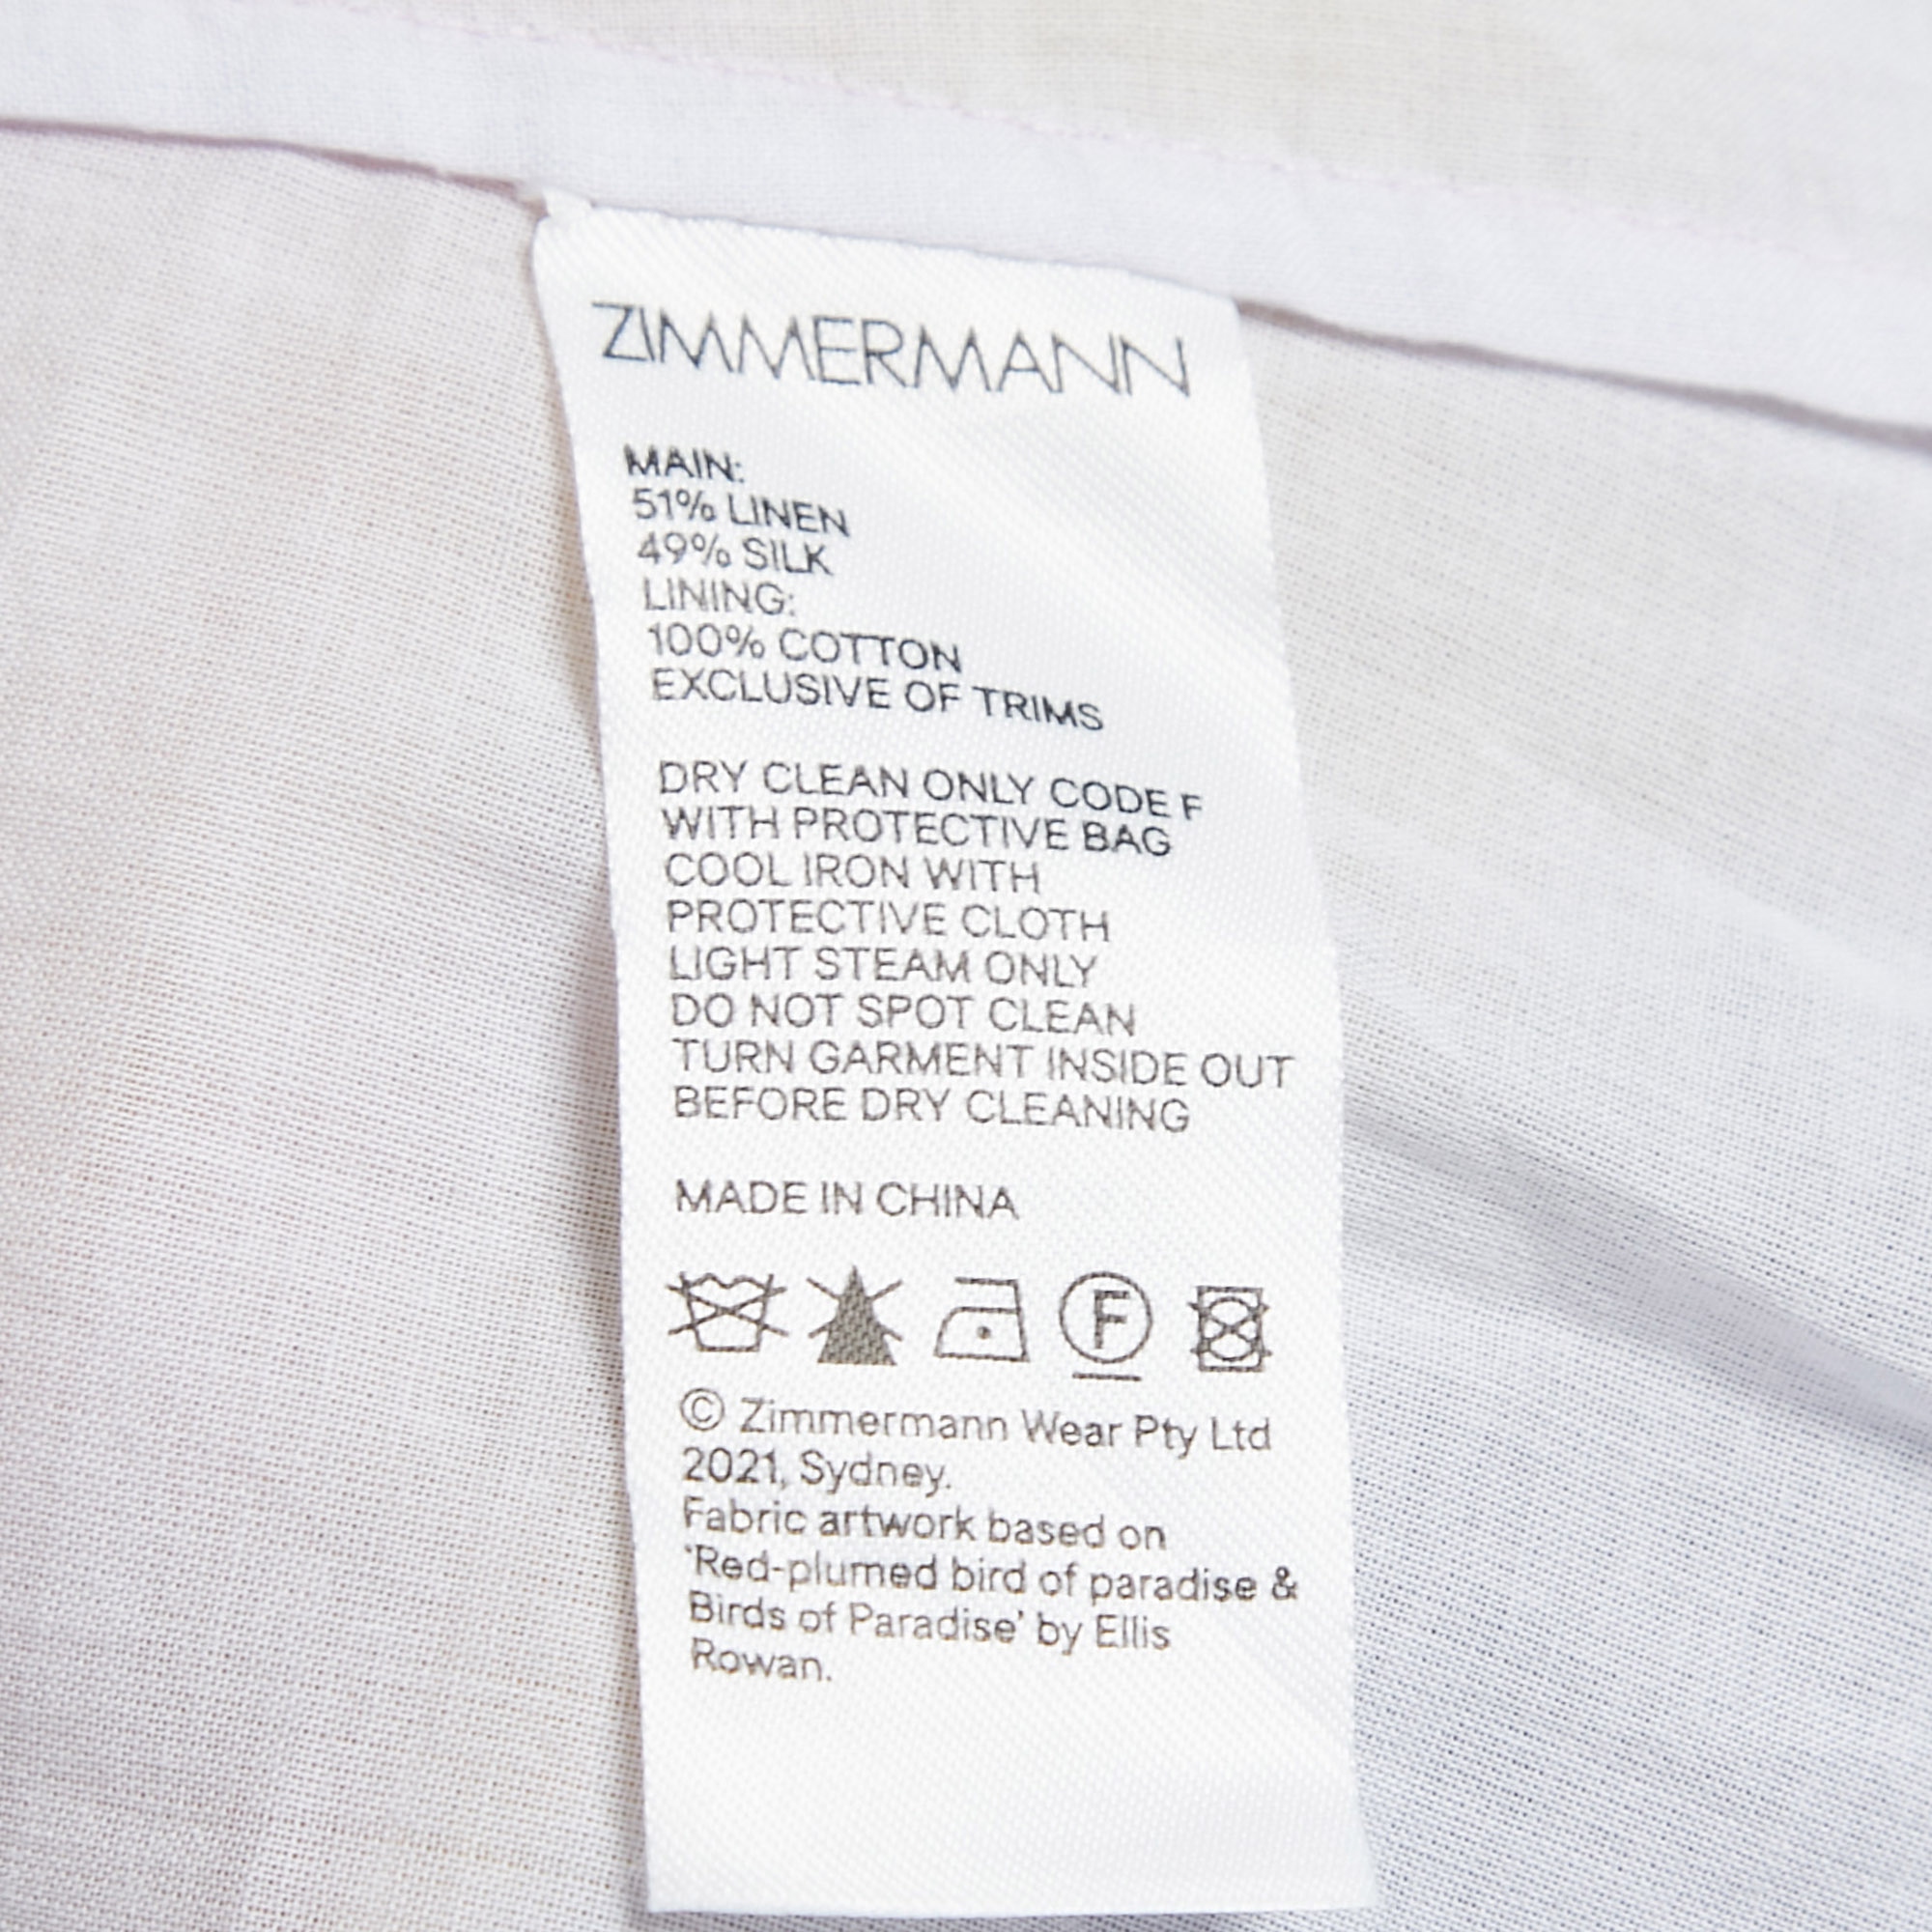 ZIMMERMANN
MAIN:
51% LINEN
49% SILK
LINING:
100% COTTON
EXCLUSIVE OF TRIMS
DRY CLEAN ONLY CODE F
WITH PROTECTIVE BAG
COOL IRON WITH
PROTECTIVE CLOTH
LIGHT STEAM ONLY
DO NOT SPOT CLEAN
TURN GARMENT INSIDE OUT
BEFORE DRY CLEANING
MADE IN CHINA
F
© Zimmermann Wear Pty Ltd
2021, Sydney.
Fabric artwork based on
'Red-plumed bird of paradise &
Birds of Paradise' by Ellis
Rowan.